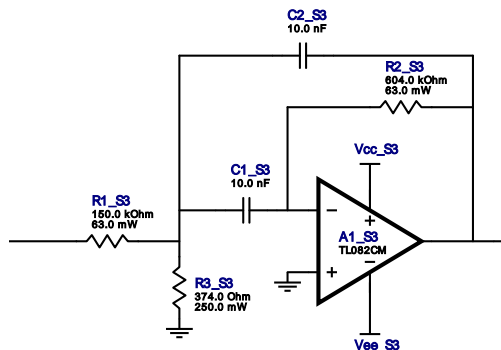 C2_S3
10.0 nF
R2_S3
604.0 kOhm
63.0 mW
Vcc_S3
C1_S3
10.0 nF
R1_S3
150.0 kOhm
63.0 mW
A1_S3
TL082CM
R3_S3
374.0 Ohm
250.0 mW
Vee_S3